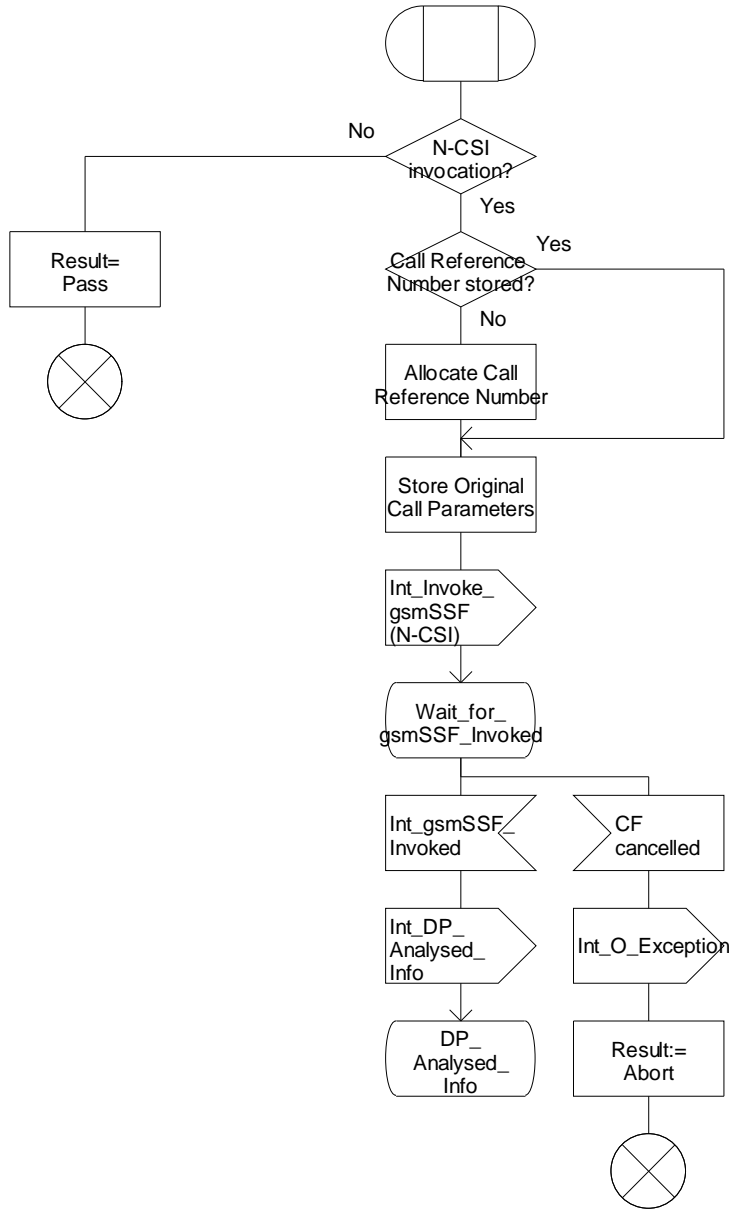 No
N-CSI
invocation?
Yes
Result=
Pass
Call Reference
Number stored?
Yes
No
Allocate Call
Reference Number
Store Original
Call Parameters
Int_Invoke_
gsmSSF
(N-CSI)
Wait_for_
gsmSSF_Invoked
Int_gsmSSF_
Invoked
CF
cancelled
Int_DP_
Analysed_
Info
Int_O_Exception
DP_
Analysed_
Info
Result:=
Abort